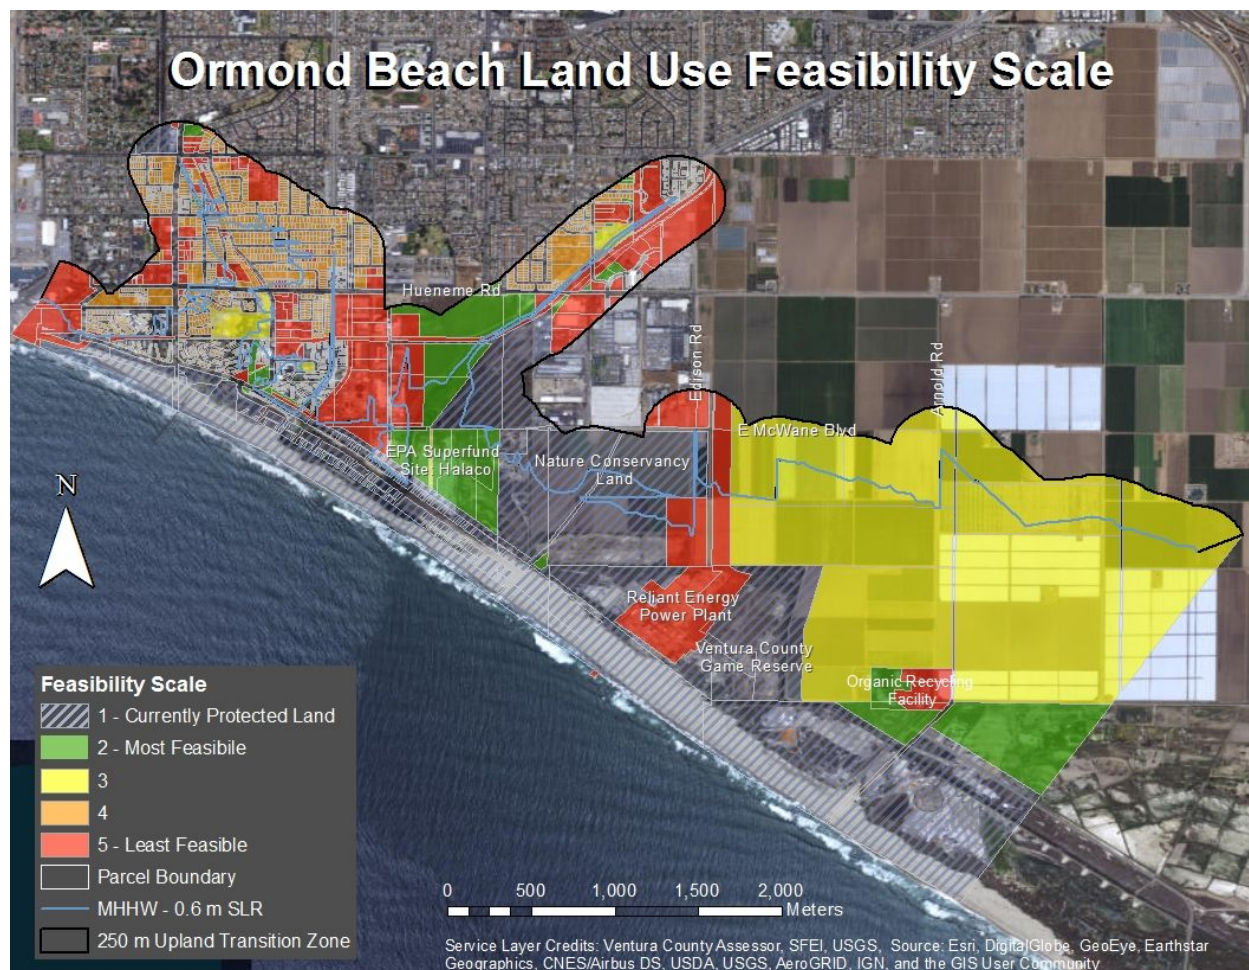 Ormond Beach Land Use Feasibility Scale
Hueneme Rd
Edison Rd
Arnold Rd
E McWane Blvd
EPA Superfund
Site: Halaco
Nature Conservancy
Land
N
Reliant Energy
Power Plant
Ventura County
Game Reserve
Organic Recycling
Facility
Feasibility Scale
1 - Currently Protected Land
2 - Most Feasibile
3
4
5 - Least Feasible
Parcel Boundary
MHHW - 0.6 m SLR
250 m Upland Transition Zone
0 500 1,000 1,500 2,000
Meters
Service Layer Credits: Ventura County Assessor, SFEI, USGS, Source: Esri, DigitalGlobe, GeoEye, Earthstar
Geographics, CNES/Airbus DS, USDA, USGS, AeroGRID, IGN, and the GIS User Community